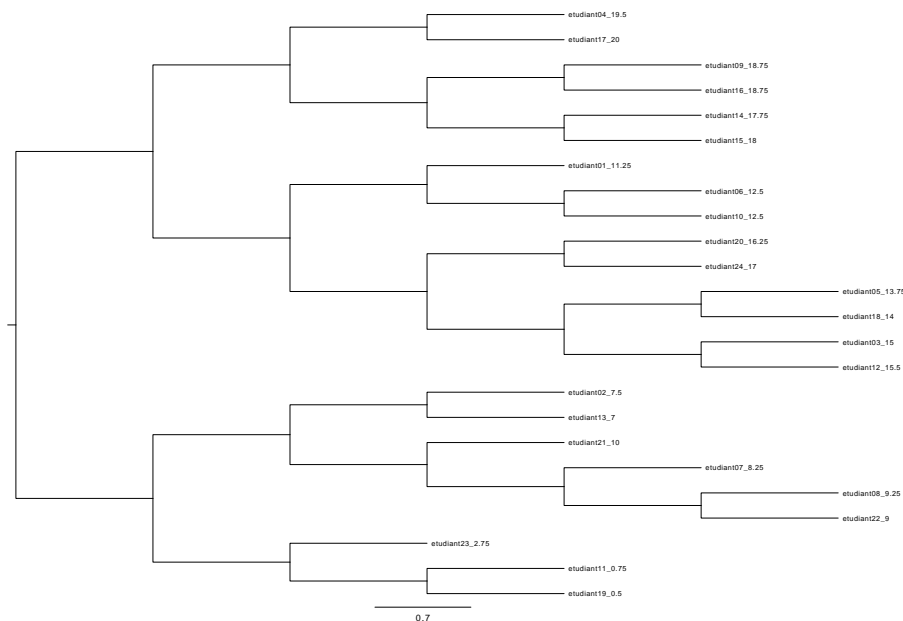 etudiant04_19.5
etudiant17_20
etudiant09_18.75
etudiant16_18.75
etudiant14_17.75
etudiant15_18
etudiant01_11.25
etudiant06_12.5
etudiant10_12.5
etudiant20_16.25
etudiant24_17
etudiant05_13.75
etudiant18_14
etudiant03_15
etudiant12_15.5
etudiant02_7.5
etudiant13_7
etudiant21_10
etudiant07_8.25
etudiant08_9.25
etudiant22_9
etudiant23_2.75
etudiant11_0.75
etudiant19_0.5
0.7